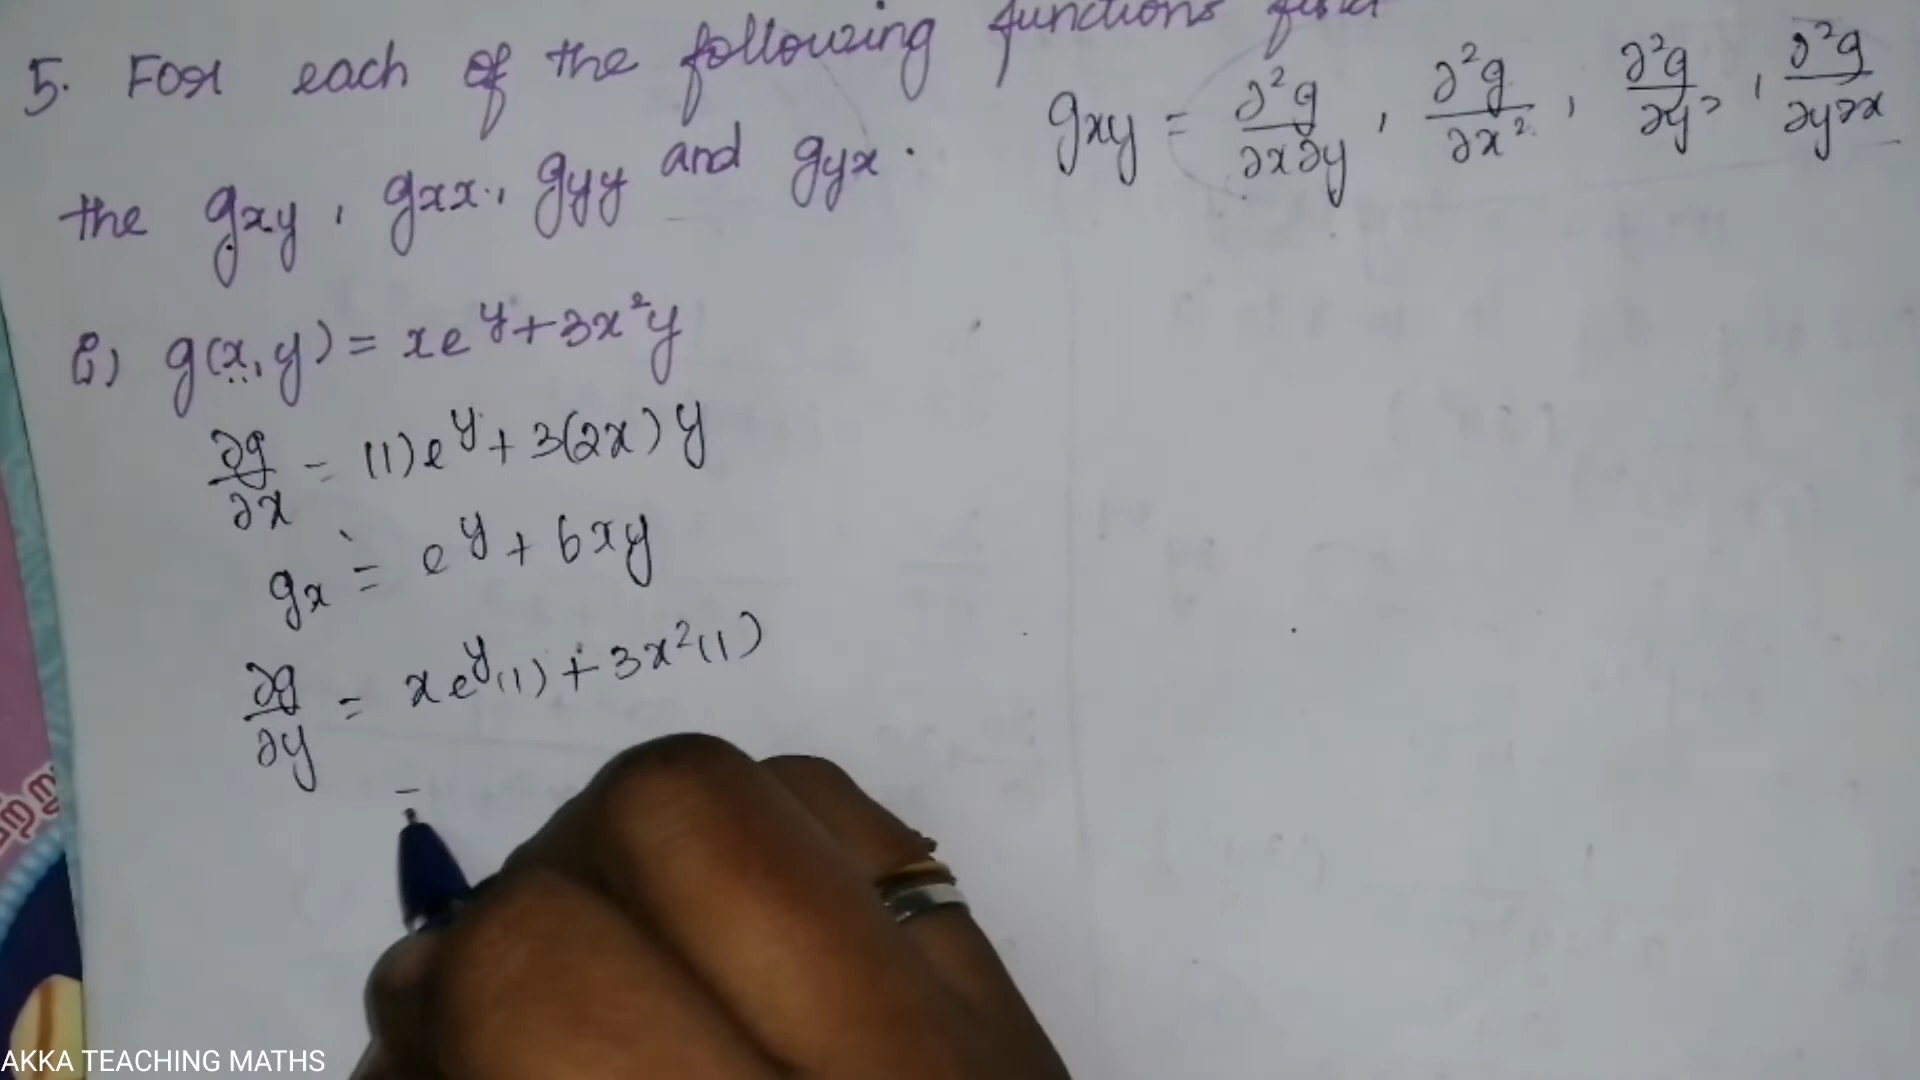 5. For each of the following functions find
the gxy, gxx, gyy and gyx.
gxy = ∂²g/∂x∂y, ∂²g/∂x², ∂²g/∂y², ∂²g/∂y∂x
i) g(x,y) = xe^y + 3x²y
∂g/∂x = (1)e^y + 3(2x)y
gx = e^y + 6xy
∂g/∂y = xe^y(1) + 3x²(1)
AKKA TEACHING MATHS